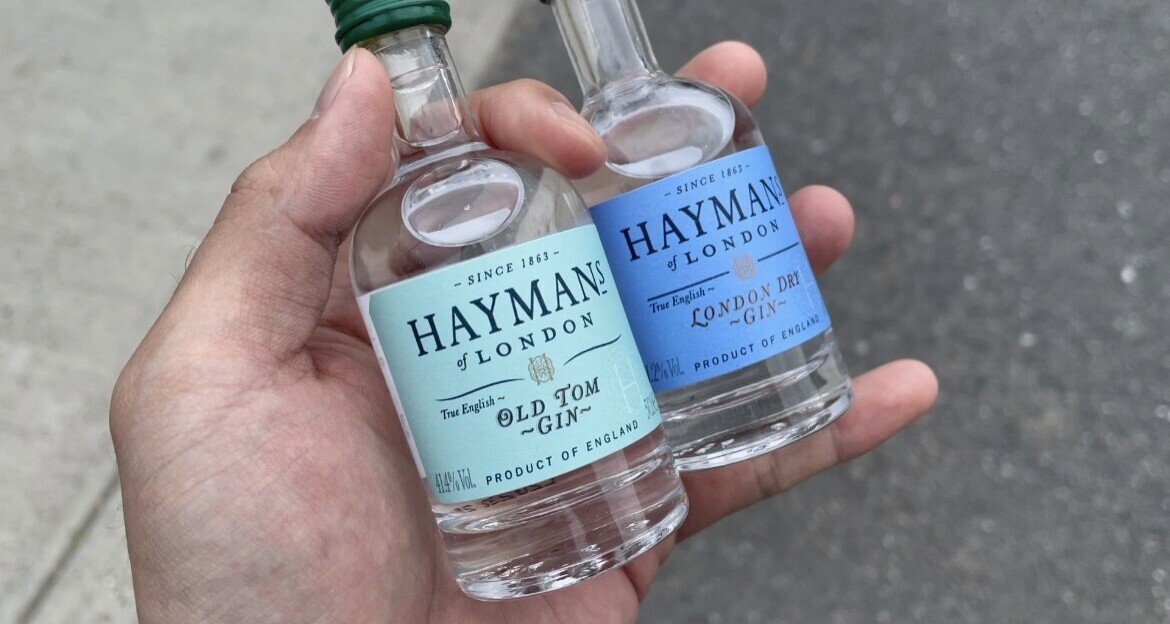 – SINCE 1863 –
HAYMANS
of LONDON
True English ~
OLD TOM
~GIN~
41.4% Vol.
PRODUCT OF ENGLAND
– SINCE 1863 –
HAYMANS
of LONDON
True English ~
LONDON DRY
~GIN~
PRODUCT OF ENGLAND